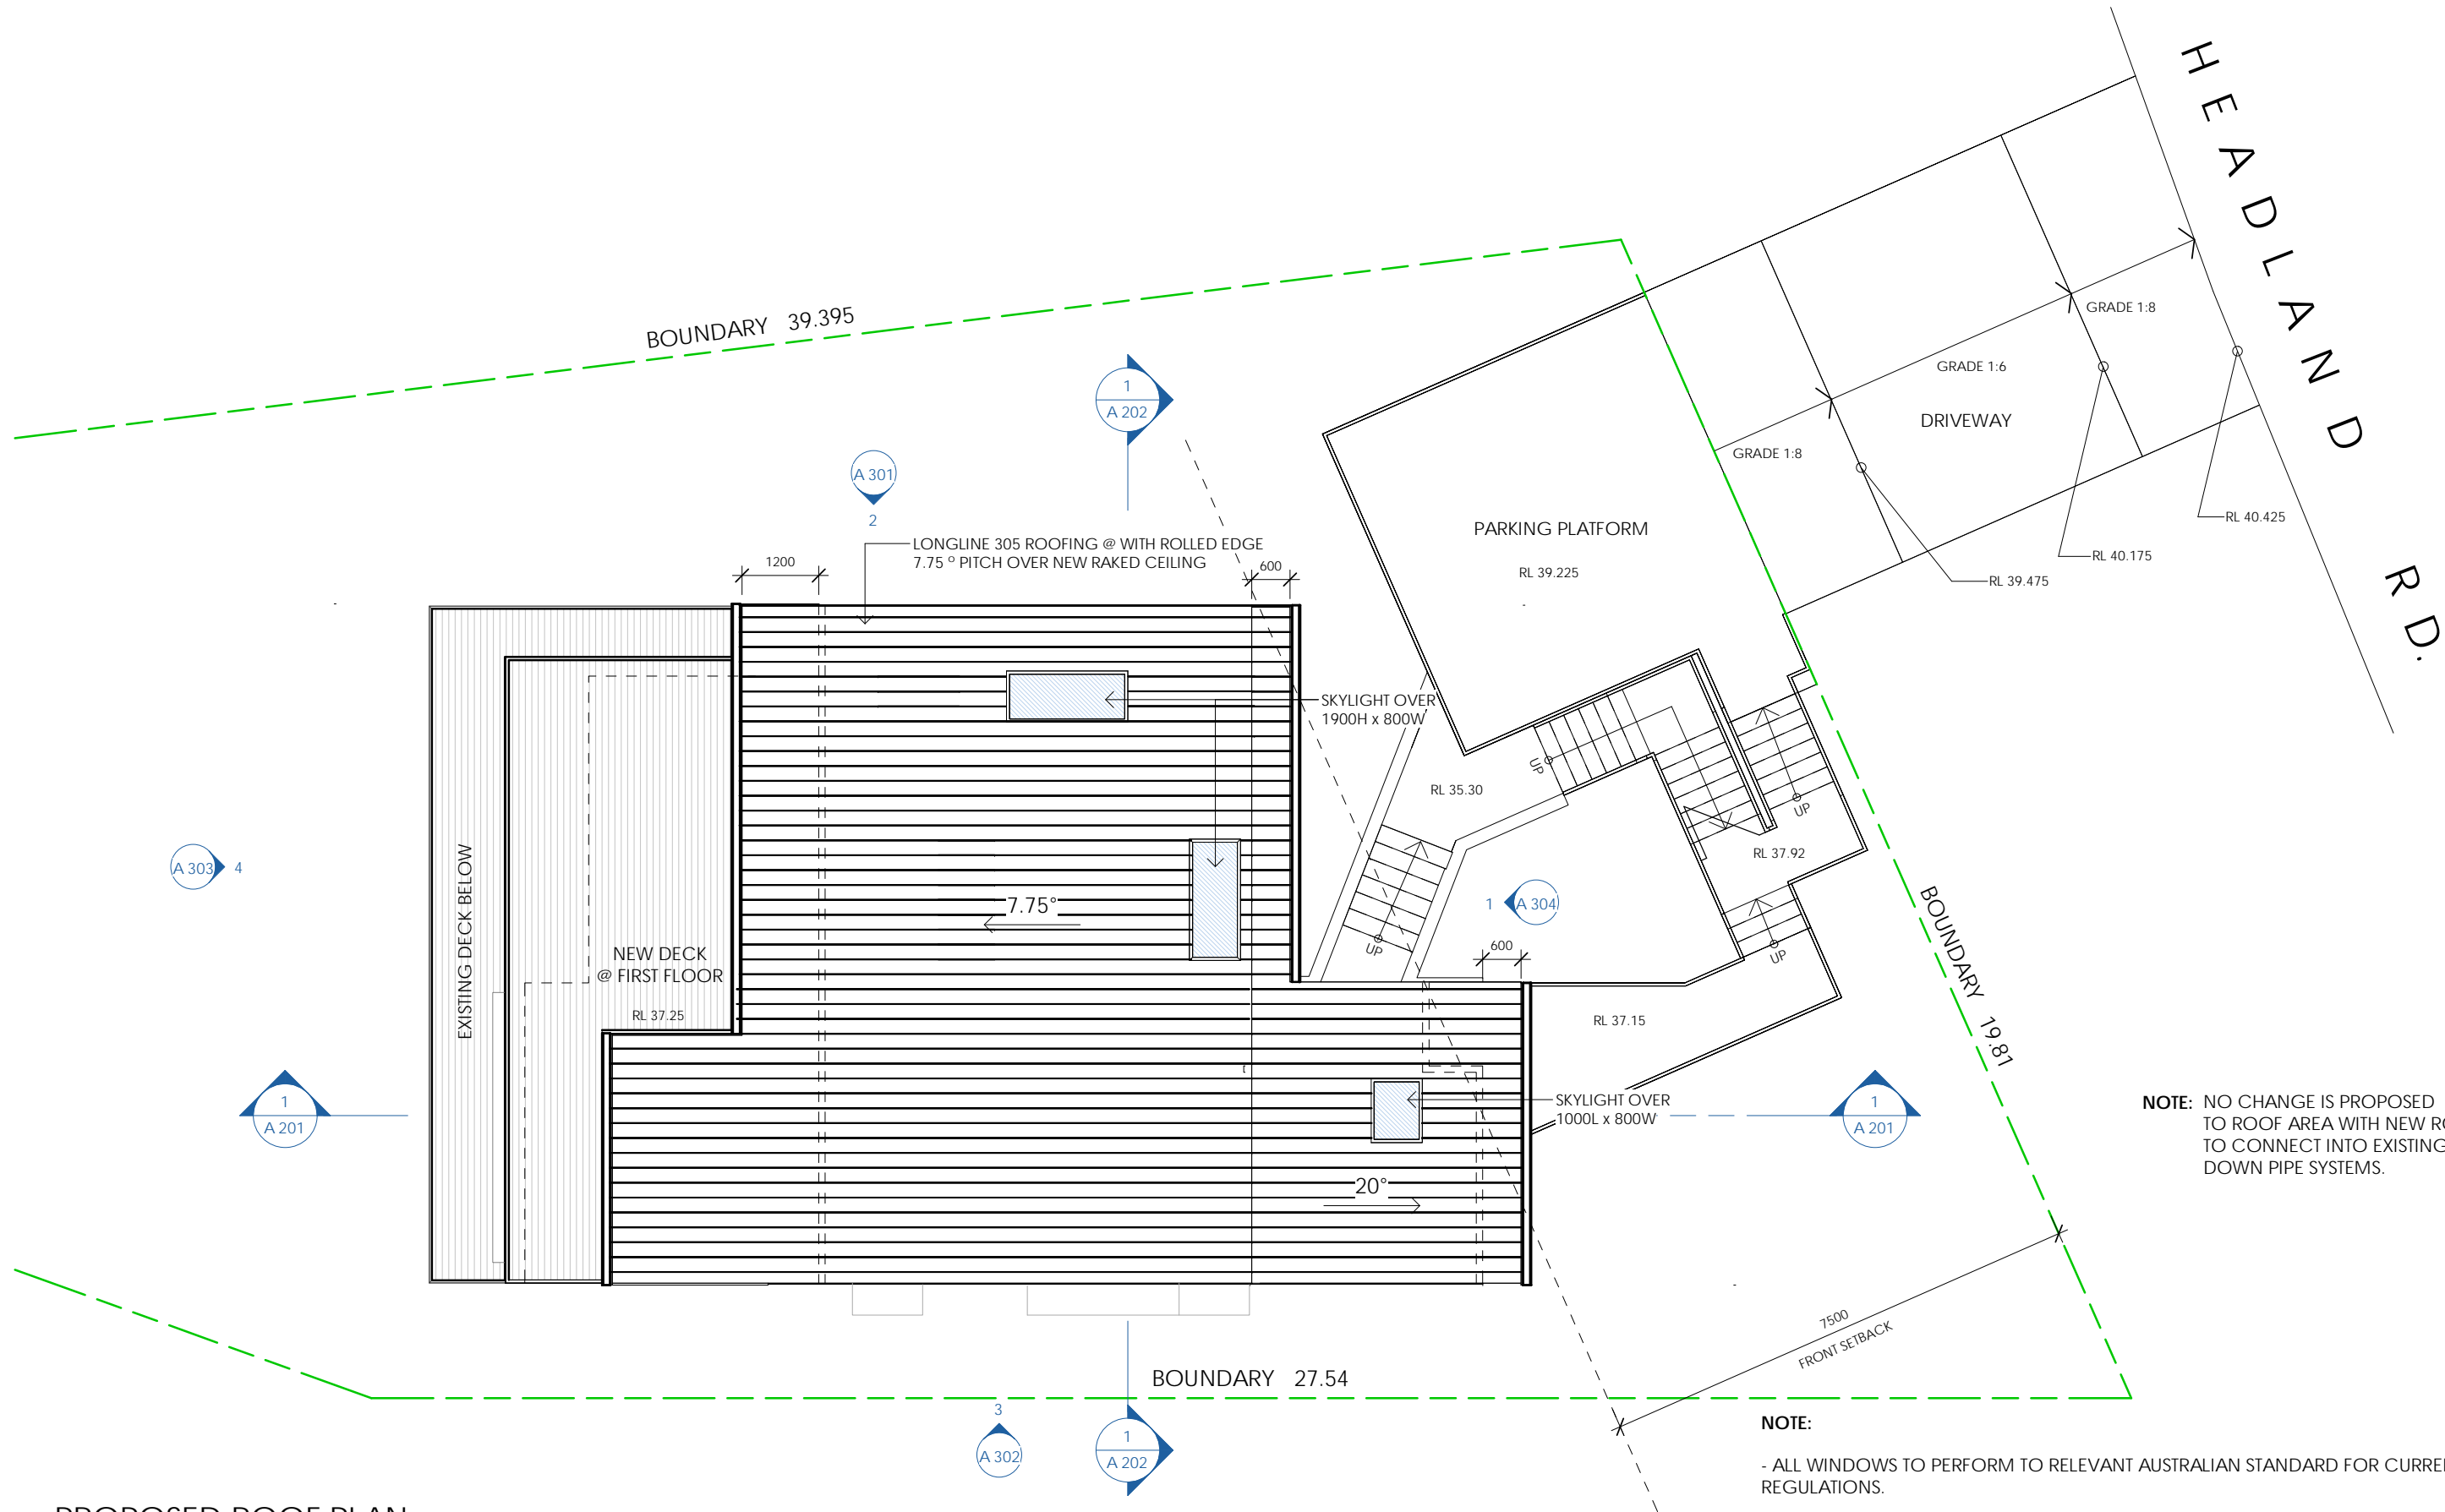 HEADLAND RD.
BOUNDARY 39.395
1
A 202
A 301
2
LONGLINE 305 ROOFING @ WITH ROLLED EDGE
7.75 ° PITCH OVER NEW RAKED CEILING
1200
600
GRADE 1:8
GRADE 1:6
DRIVEWAY
GRADE 1:8
PARKING PLATFORM
RL 39.225
RL 40.425
RL 40.175
RL 39.475
SKYLIGHT OVER
1900H x 800W
UP
RL 35.30
UP
RL 37.92
A 303
4
EXISTING DECK BELOW
7.75°
1
A 304
UP
UP
600
NEW DECK
@ FIRST FLOOR
RL 37.25
RL 37.15
BOUNDARY 19.81
1
A 201
SKYLIGHT OVER
1000L x 800W
1
A 201
NOTE: NO CHANGE IS PROPOSED
TO ROOF AREA WITH NEW
TO CONNECT INTO EXISTING
DOWN PIPE SYSTEMS.
20°
7500
FRONT SETBACK
BOUNDARY 27.54
3
A 302
1
A 202
NOTE:
- ALL WINDOWS TO PERFORM TO RELEVANT AUSTRALIAN STANDARD FOR
REGULATIONS.
PROPOSED ROOF PLAN